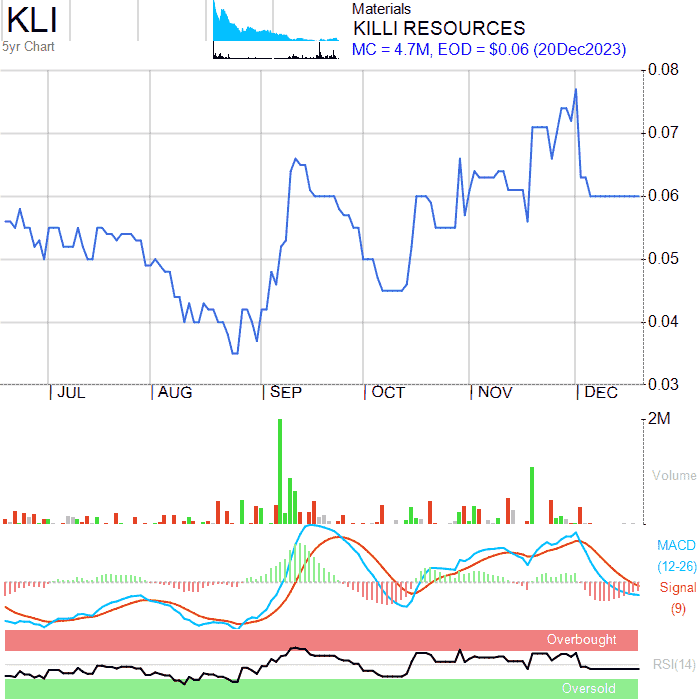 KLI
5yr Chart
Materials
KILLI RESOURCES
MC = 4.7M, EOD = $0.06 (20Dec2023)
0.08
0.07
0.06
0.05
0.04
0.03
JUL AUG SEP OCT NOV DEC
2M
Volume
MACD
(12-26)
Signal
(9)
Overbought
RSI(14)
Oversold